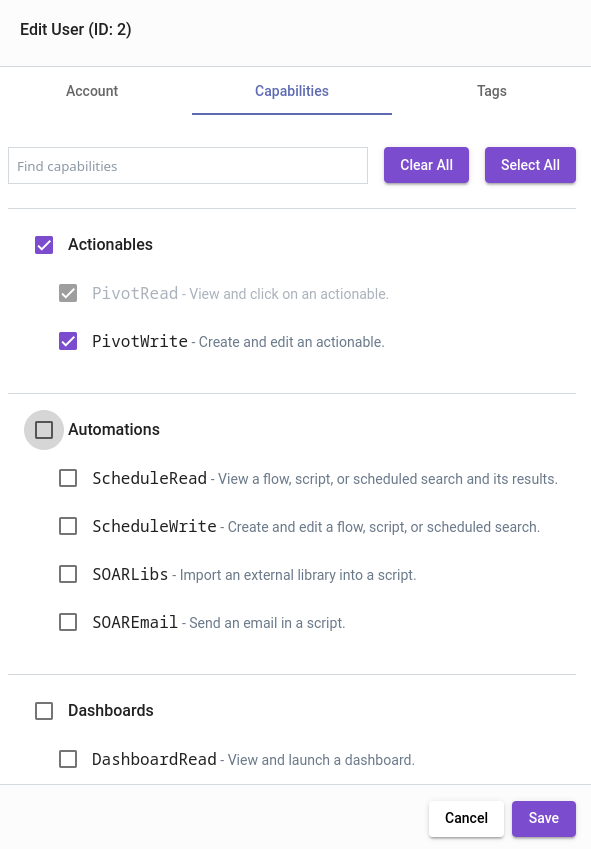 Edit User (ID: 2)
Account Capabilities Tags
Find capabilities Clear All Select All
Actionables
PivotRead - View and click on an actionable.
PivotWrite - Create and edit an actionable.
Automations
ScheduleRead - View a flow, script, or scheduled search and its results.
ScheduleWrite - Create and edit a flow, script, or scheduled search.
SOARLibs - Import an external library into a script.
SOAREmail - Send an email in a script.
Dashboards
DashboardRead - View and launch a dashboard.
Cancel Save